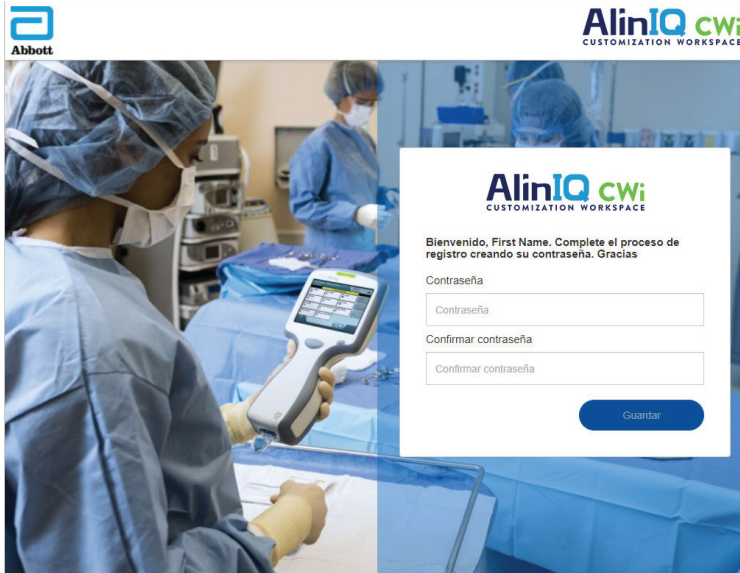 Abbott
AlinIQ CWi
CUSTOMIZATION WORKSPACE
AlinIQ CWi
CUSTOMIZATION WORKSPACE
Bienvenido, First Name. Complete el proceso de
registro creando su contraseña. Gracias
Contraseña
Contraseña
Confirmar contraseña
Confirmar contraseña
Guardar